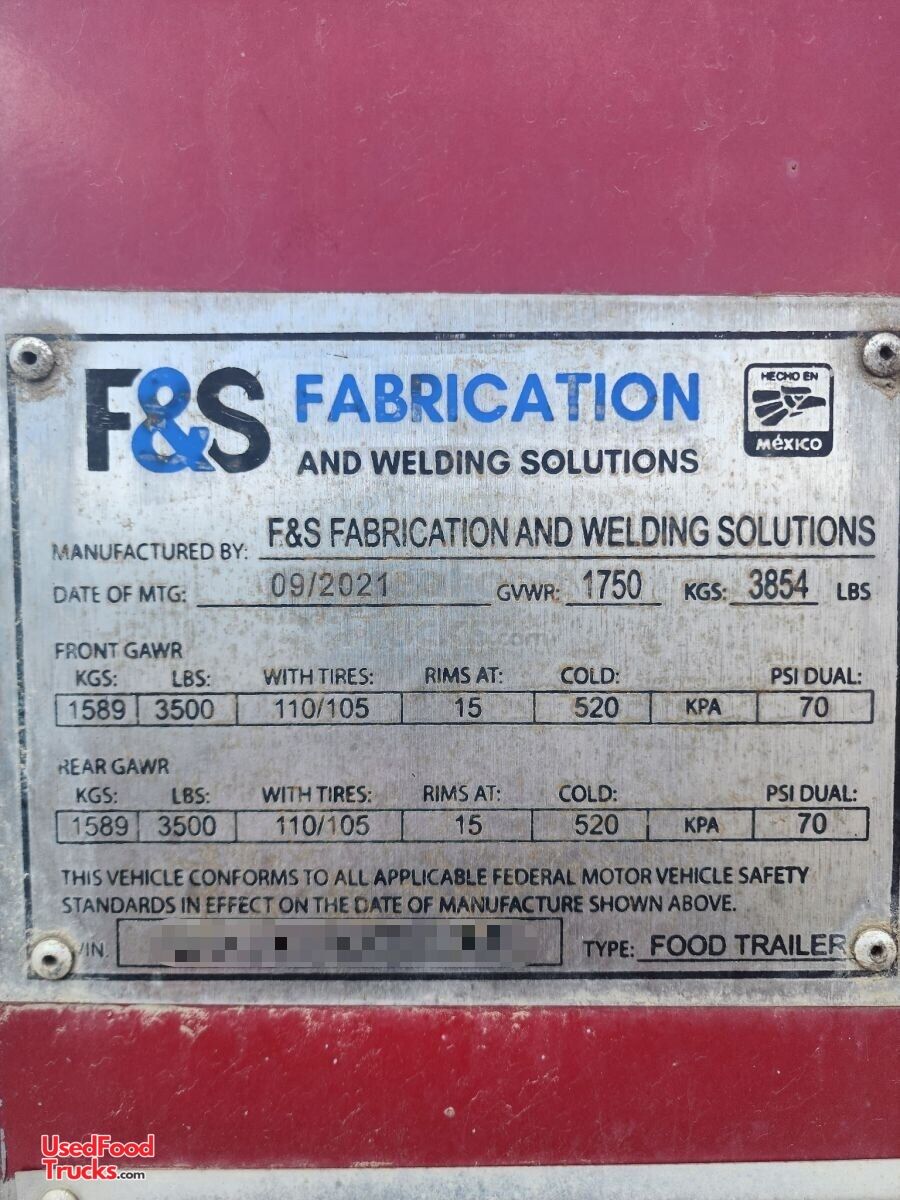 F&S FABRICATION
AND WELDING SOLUTIONS
HECHO EN
MéXICO
MANUFACTURED BY: F&S FABRICATION AND WELDING SOLUTIONS
DATE OF MTG: 09/2021 GVWR: 1750 KGS: 3854 LBS
FRONT GAWR
KGS: LBS: WITH TIRES: RIMS AT: COLD: PSI DUAL:
1589 3500 110/105 15 520 KPA 70
REAR GAWR
KGS: LBS: WITH TIRES: RIMS AT: COLD: PSI DUAL:
1589 3500 110/105 15 520 KPA 70
THIS VEHICLE CONFORMS TO ALL APPLICABLE FEDERAL MOTOR VEHICLE SAFETY
STANDARDS IN EFFECT ON THE DATE OF MANUFACTURE SHOWN ABOVE.
VIN. TYPE: FOOD TRAILER
UsedFood
Trucks.com